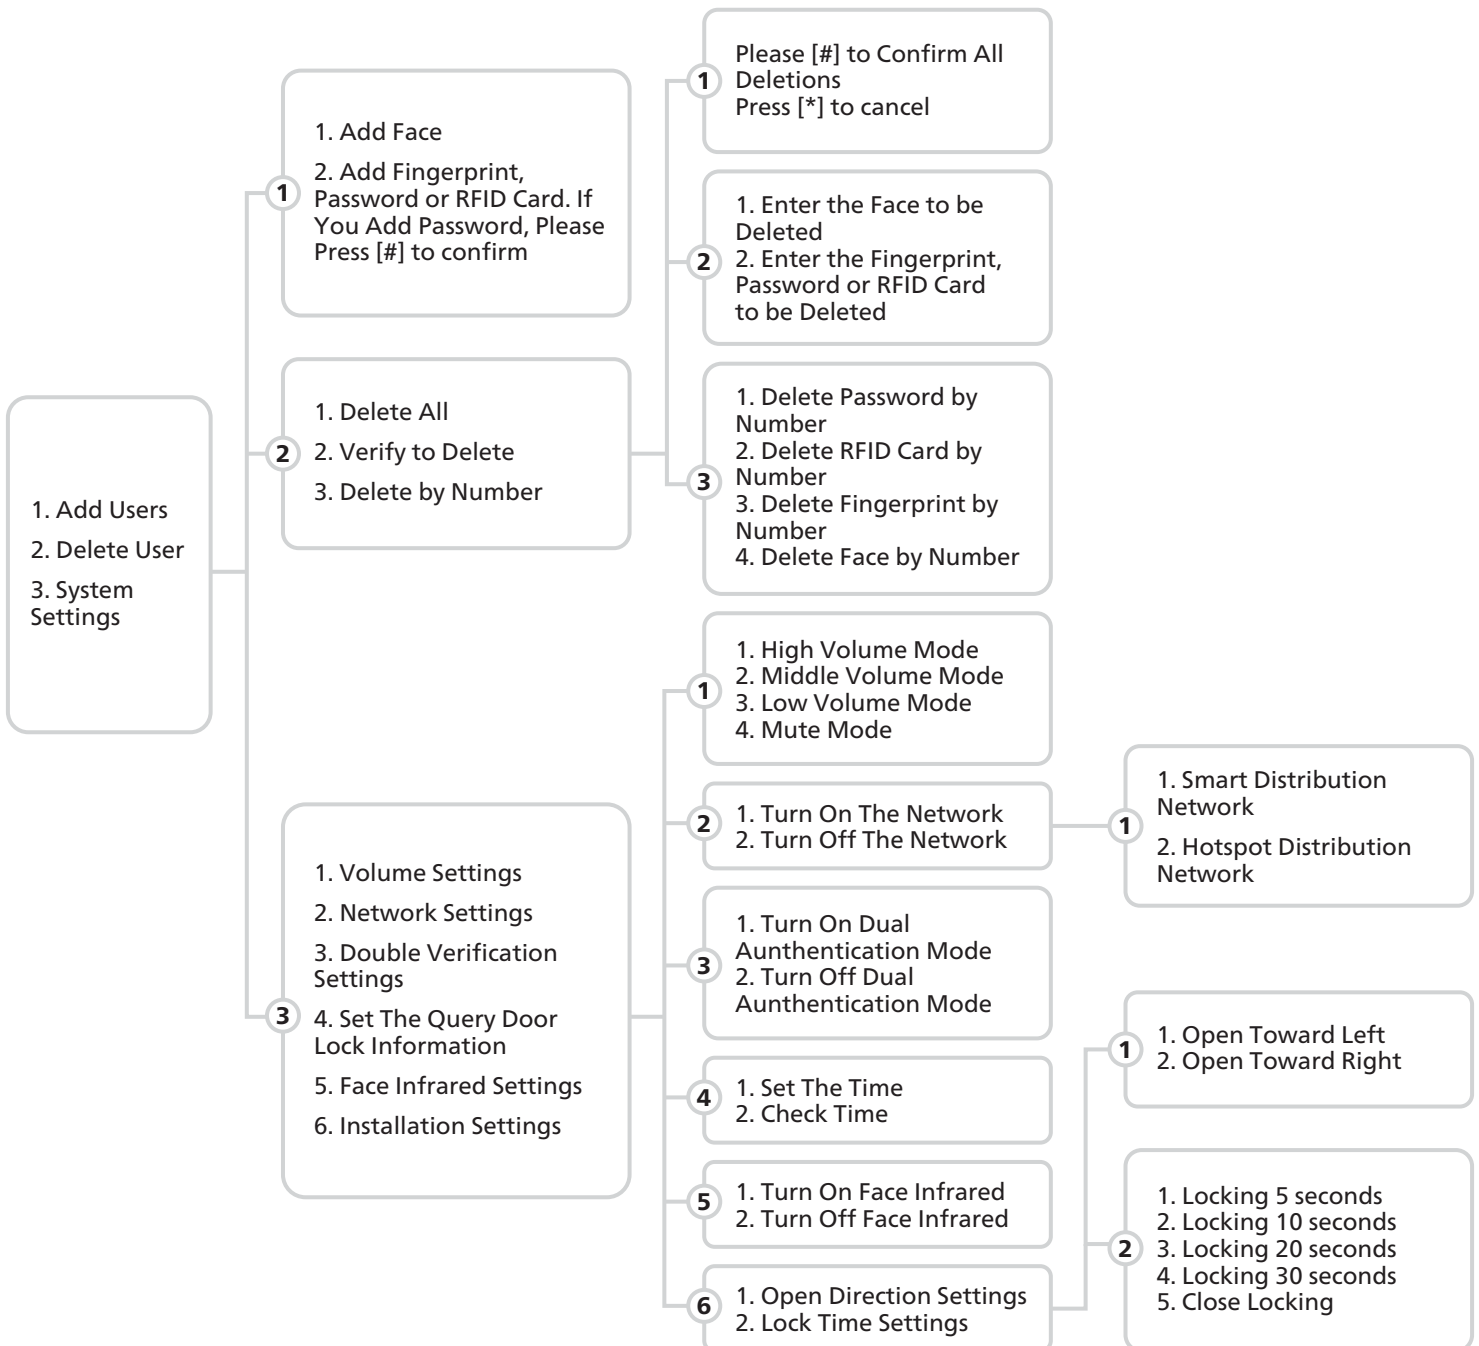 1. Add Users
2. Delete User
3. System
Settings
1
1. Add Face
2. Add Fingerprint,
Password or RFID Card. If
You Add Password, Please
Press [#] to confirm
2
1. Delete All
2. Verify to Delete
3. Delete by Number
1
Please [#] to Confirm All
Deletions
Press [*] to cancel
2
1. Enter the Face to be
Deleted
2. Enter the Fingerprint,
Password or RFID Card
to be Deleted
3
1. Delete Password by
Number
2. Delete RFID Card by
Number
3. Delete Fingerprint by
Number
4. Delete Face by Number
3
1. Volume Settings
2. Network Settings
3. Double Verification
Settings
4. Set The Query Door
Lock Information
5. Face Infrared Settings
6. Installation Settings
1
1. High Volume Mode
2. Middle Volume Mode
3. Low Volume Mode
4. Mute Mode
2
1. Turn On The Network
2. Turn Off The Network
1
1. Smart Distribution
Network
2. Hotspot Distribution
Network
3
1. Turn On Dual
Aunthentication Mode
2. Turn Off Dual
Aunthentication Mode
4
1. Set The Time
2. Check Time
5
1. Turn On Face Infrared
2. Turn Off Face Infrared
6
1. Open Direction Settings
2. Lock Time Settings
1
1. Open Toward Left
2. Open Toward Right
2
1. Locking 5 seconds
2. Locking 10 seconds
3. Locking 20 seconds
4. Locking 30 seconds
5. Close Locking